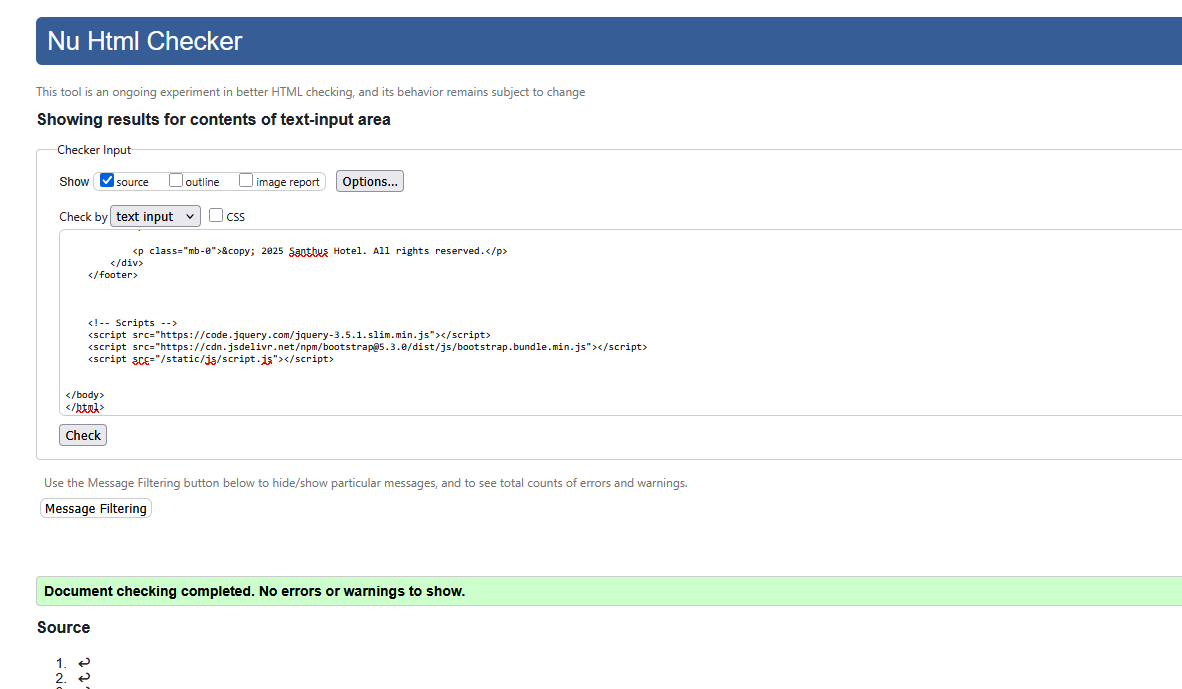 Nu Html Checker
This tool is an ongoing experiment in better HTML checking, and its behavior remains subject to change
Showing results for contents of text-input area
Checker Input
Show source outline image report Options...
Check by text input CSS
<p class="mb-0">&copy; 2025 Santhus Hotel. All rights reserved.</p>
</div>
</footer>
<!-- Scripts -->
<script src="https://code.jquery.com/jquery-3.5.1.slim.min.js"></script>
<script src="https://cdn.jsdelivr.net/npm/bootstrap@5.3.0/dist/js/bootstrap.bundle.min.js"></script>
<script src="/static/js/script.js"></script>
</body>
</html>
Check
Use the Message Filtering button below to hide/show particular messages, and to see total counts of errors and warnings.
Message Filtering
Document checking completed. No errors or warnings to show.
Source
1. ↩
2. ↩